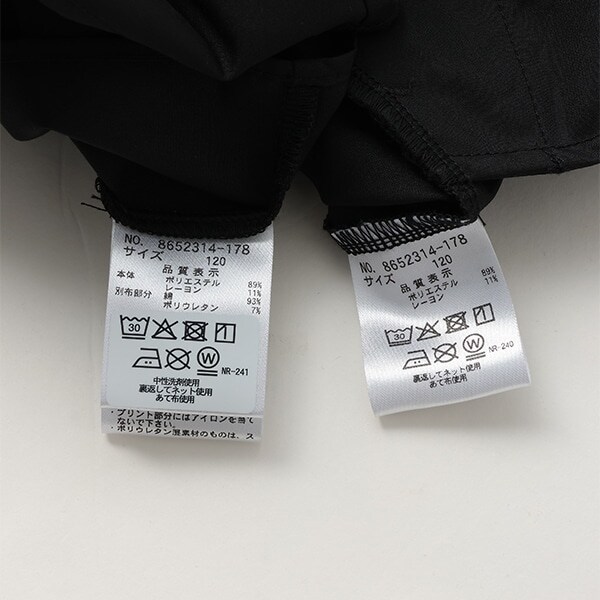 NO. 8652314-178
サイズ 120
品質表示
本体 ポリエステル 89%
レーヨン 11%
別布部分 綿 93%
ポリウレタン 7%
30
W
NR-241
中性洗剤使用
裏返してネット使用
あて布使用
・プリント部分にはアイロンを当て
ないで下さい。
・ポリウレタン混素材のものは、ス
NO. 8652314-178
サイズ 120
品質表示
ポリエステル 89%
レーヨン 11%
30
W
NR-240
中性洗剤使用
裏返してネット使用
あて布使用